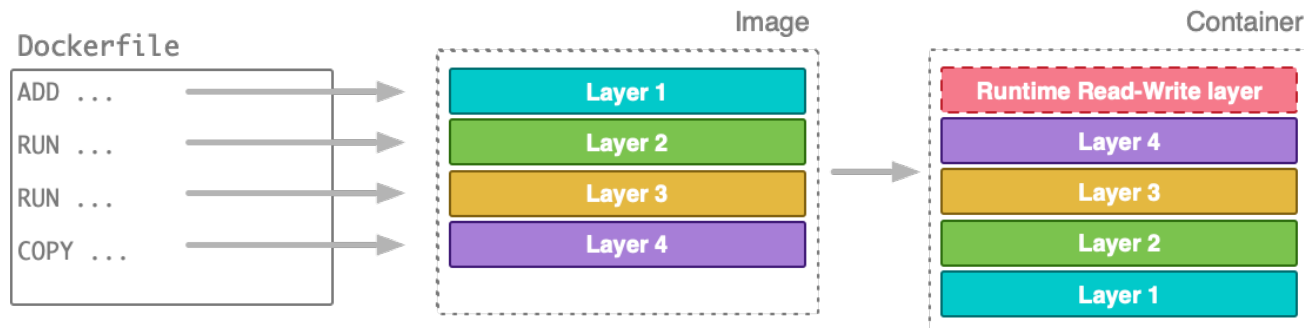 Dockerfile
ADD ...
RUN ...
RUN ...
COPY ...
Image
Layer 1
Layer 2
Layer 3
Layer 4
Container
Runtime Read-Write layer
Layer 4
Layer 3
Layer 2
Layer 1